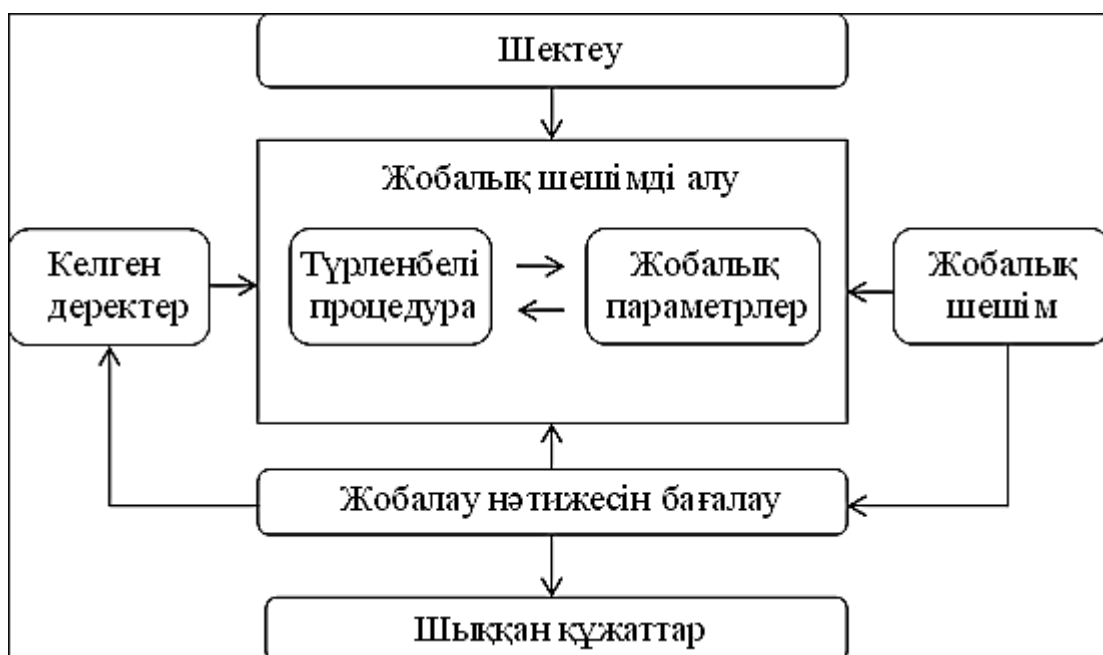 Шектеу
Жобалық шешімді алу
Келген
деректер
Түрленбелі
процедура
Жобалық
параметрлер
Жобалық
шешім
Жобалау нәтижесін бағалау
Шыққан құжаттар